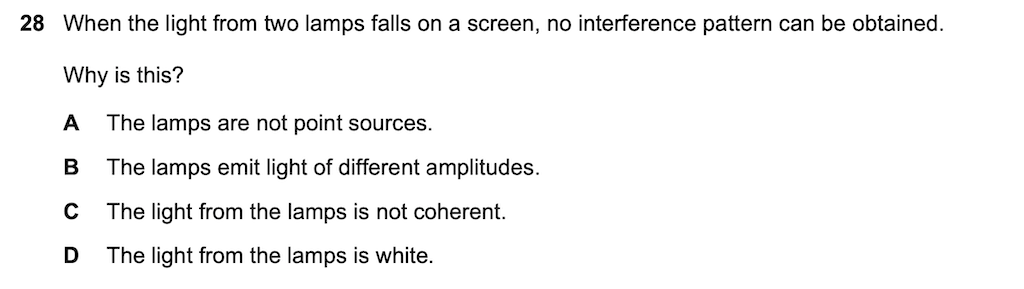 28 When the light from two lamps falls on a screen, no interference pattern can be obtained.
Why is this?
A The lamps are not point sources.
B The lamps emit light of different amplitudes.
C The light from the lamps is not coherent.
D The light from the lamps is white.